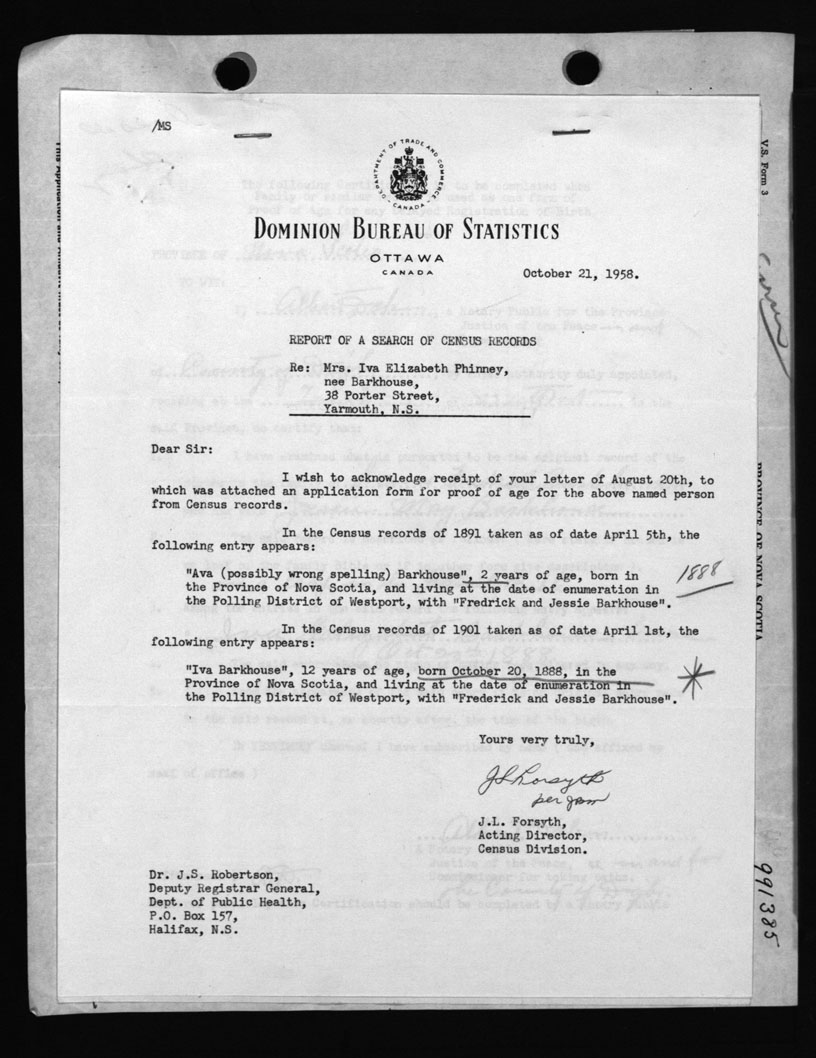 /MS
DEPARTMENT OF TRADE AND COMMERCE
CANADA
DOMINION BUREAU OF STATISTICS
OTTAWA
CANADA
October 21, 1958.
REPORT OF A SEARCH OF CENSUS RECORDS
Re: Mrs. Iva Elizabeth Phinney,
nee Barkhouse,
38 Porter Street,
Yarmouth, N.S.
Dear Sir:
I wish to acknowledge receipt of your letter of August 20th, to
which was attached an application form for proof of age for the above named person
from Census records.
In the Census records of 1891 taken as of date April 5th, the
following entry appears:
"Ava (possibly wrong spelling) Barkhouse", 2 years of age, born in
the Province of Nova Scotia, and living at the date of enumeration in
the Polling District of Westport, with "Fredrick and Jessie Barkhouse".
1888
In the Census records of 1901 taken as of date April 1st, the
following entry appears:
"Iva Barkhouse", 12 years of age, born October 20, 1888, in the
Province of Nova Scotia, and living at the date of enumeration in
the Polling District of Westport, with "Frederick and Jessie Barkhouse".
Yours very truly,
J L Forsyth
per
J.L. Forsyth,
Acting Director,
Census Division.
Dr. J.S. Robertson,
Deputy Registrar General,
Dept. of Public Health,
P.O. Box 157,
Halifax, N.S.
V.S. Form 3
PROVINCE OF NOVA SCOTIA
991385